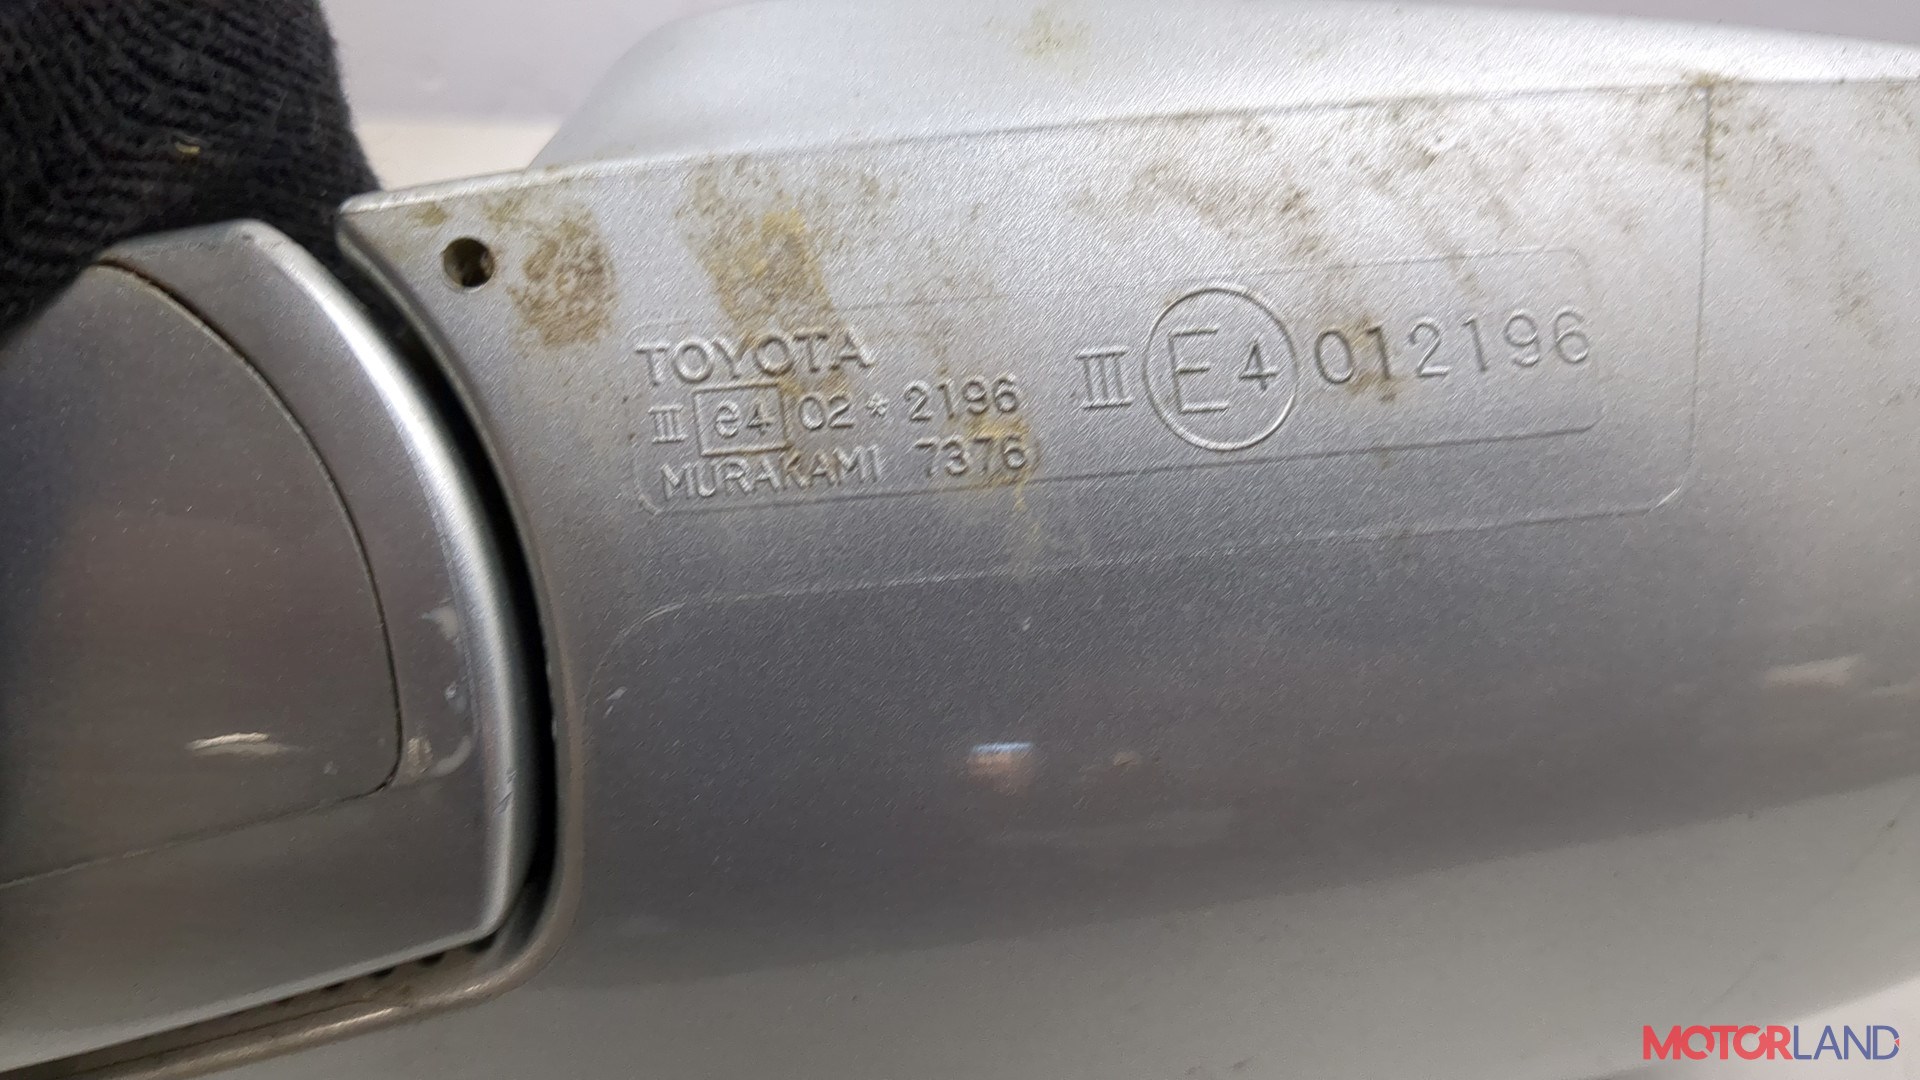 TOYOTA
III e4 02 * 2196
MURAKAMI 7376
III E4 012196
MOTORLAND